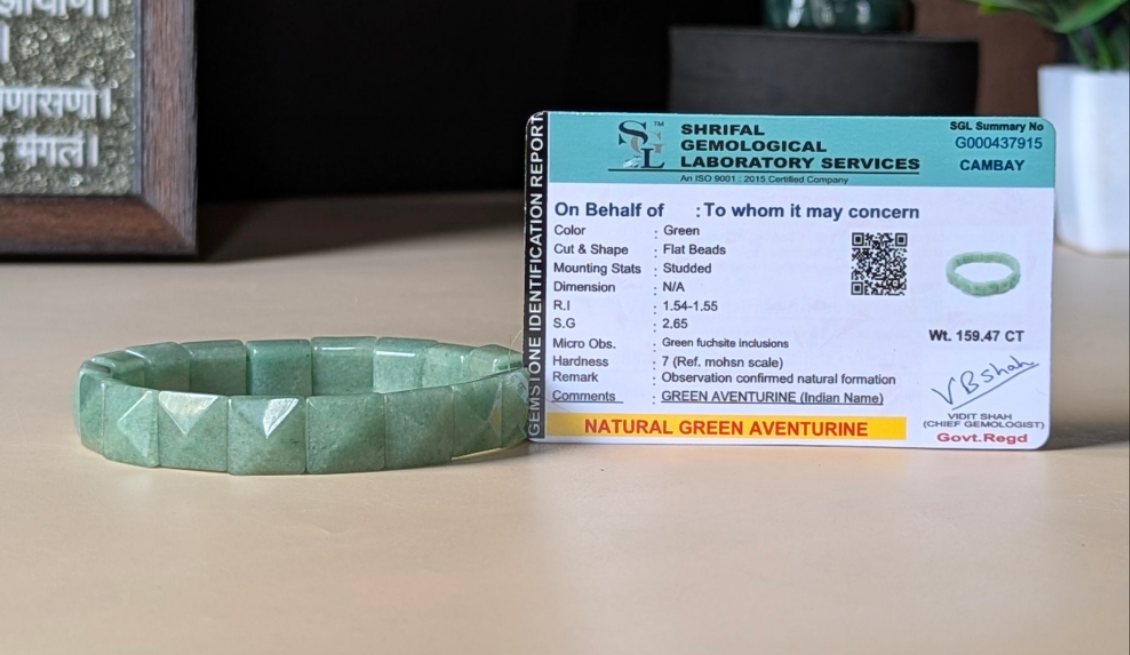 णासणो।
मंगलं।
GEMSTONE IDENTIFICATION REPORT
SGL
TM
SHRIFAL
GEMOLOGICAL
LABORATORY SERVICES
An ISO 9001 : 2015 Certified Company
SGL Summary No
G000437915
CAMBAY
On Behalf of : To whom it may concern
Color : Green
Cut & Shape : Flat Beads
Mounting Stats : Studded
Dimension : N/A
R.I : 1.54-1.55
S.G : 2.65
Micro Obs. : Green fuchsite inclusions
Hardness : 7 (Ref. mohsn scale)
Remark : Observation confirmed natural formation
Comments : GREEN AVENTURINE (Indian Name)
NATURAL GREEN AVENTURINE
Wt. 159.47 CT
VBShah
VIDIT SHAH
(CHIEF GEMOLOGIST)
Govt.Regd